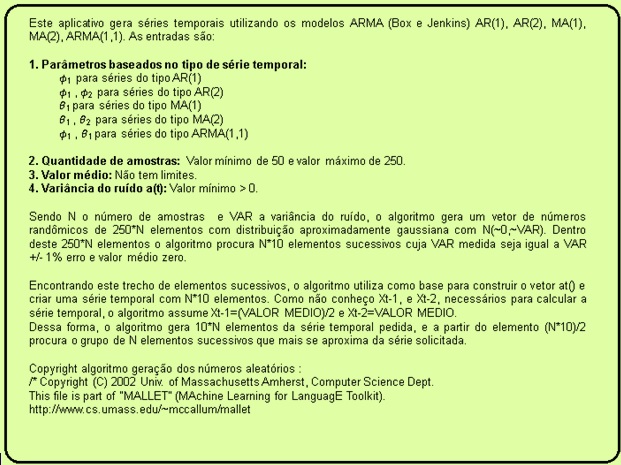 Este aplicativo gera séries temporais utilizando os modelos ARMA (Box e Jenkins) AR(1), AR(2), MA(1),
MA(2), ARMA(1,1). As entradas são:
1. Parâmetros baseados no tipo de série temporal:
ϕ1 para séries do tipo AR(1)
ϕ1 , ϕ2 para séries do tipo AR(2)
θ1 para séries do tipo MA(1)
θ1 , θ2 para séries do tipo MA(2)
ϕ1 , θ1 para séries do tipo ARMA(1,1)
2. Quantidade de amostras: Valor mínimo de 50 e valor máximo de 250.
3. Valor médio: Não tem limites.
4. Variância do ruído a(t): Valor mínimo > 0.
Sendo N o número de amostras e VAR a variância do ruído, o algoritmo gera um vetor de números
randômicos de 250*N elementos com distribuição aproximadamente gaussiana com N(~0,~VAR). Dentro
deste 250*N elementos o algoritmo procura N*10 elementos sucessivos cuja VAR medida seja igual a VAR
+/- 1% erro e valor médio zero.
Encontrando este trecho de elementos sucessivos, o algoritmo utiliza como base para construir o vetor at() e
criar uma série temporal com N*10 elementos. Como não conheço Xt-1, e Xt-2, necessários para calcular a
série temporal, o algoritmo assume Xt-1=(VALOR MEDIO)/2 e Xt-2=VALOR MEDIO.
Dessa forma, o algoritmo gera 10*N elementos da série temporal pedida, e a partir do elemento (N*10)/2
procura o grupo de N elementos sucessivos que mais se aproxima da série solicitada.
Copyright algoritmo geração dos números aleatórios :
/* Copyright (C) 2002 Univ. of Massachusetts Amherst, Computer Science Dept.
This file is part of "MALLET" (MAchine Learning for LanguagE Toolkit).
http://www.cs.umass.edu/~mccallum/mallet